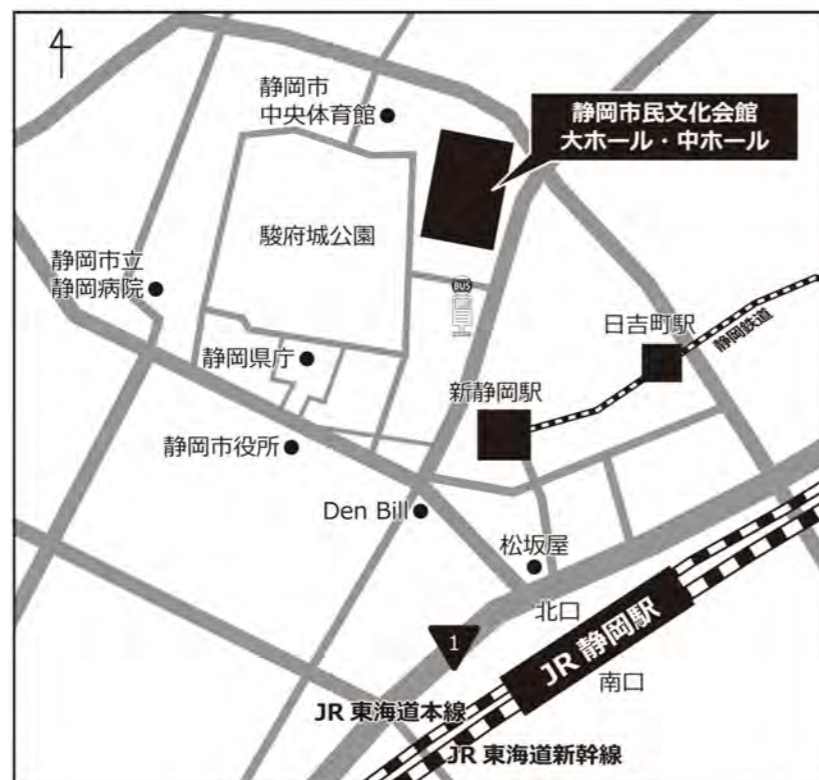 静岡市
中央体育館
静岡市民文化会館
大ホール・中ホール
駿府城公園
静岡市立
静岡病院
BUS
日吉町駅
静岡鉄道
静岡県庁
新静岡駅
静岡市役所
Den Bill
松坂屋
北口
1
JR 静岡駅
南口
JR 東海道本線
JR 東海道新幹線